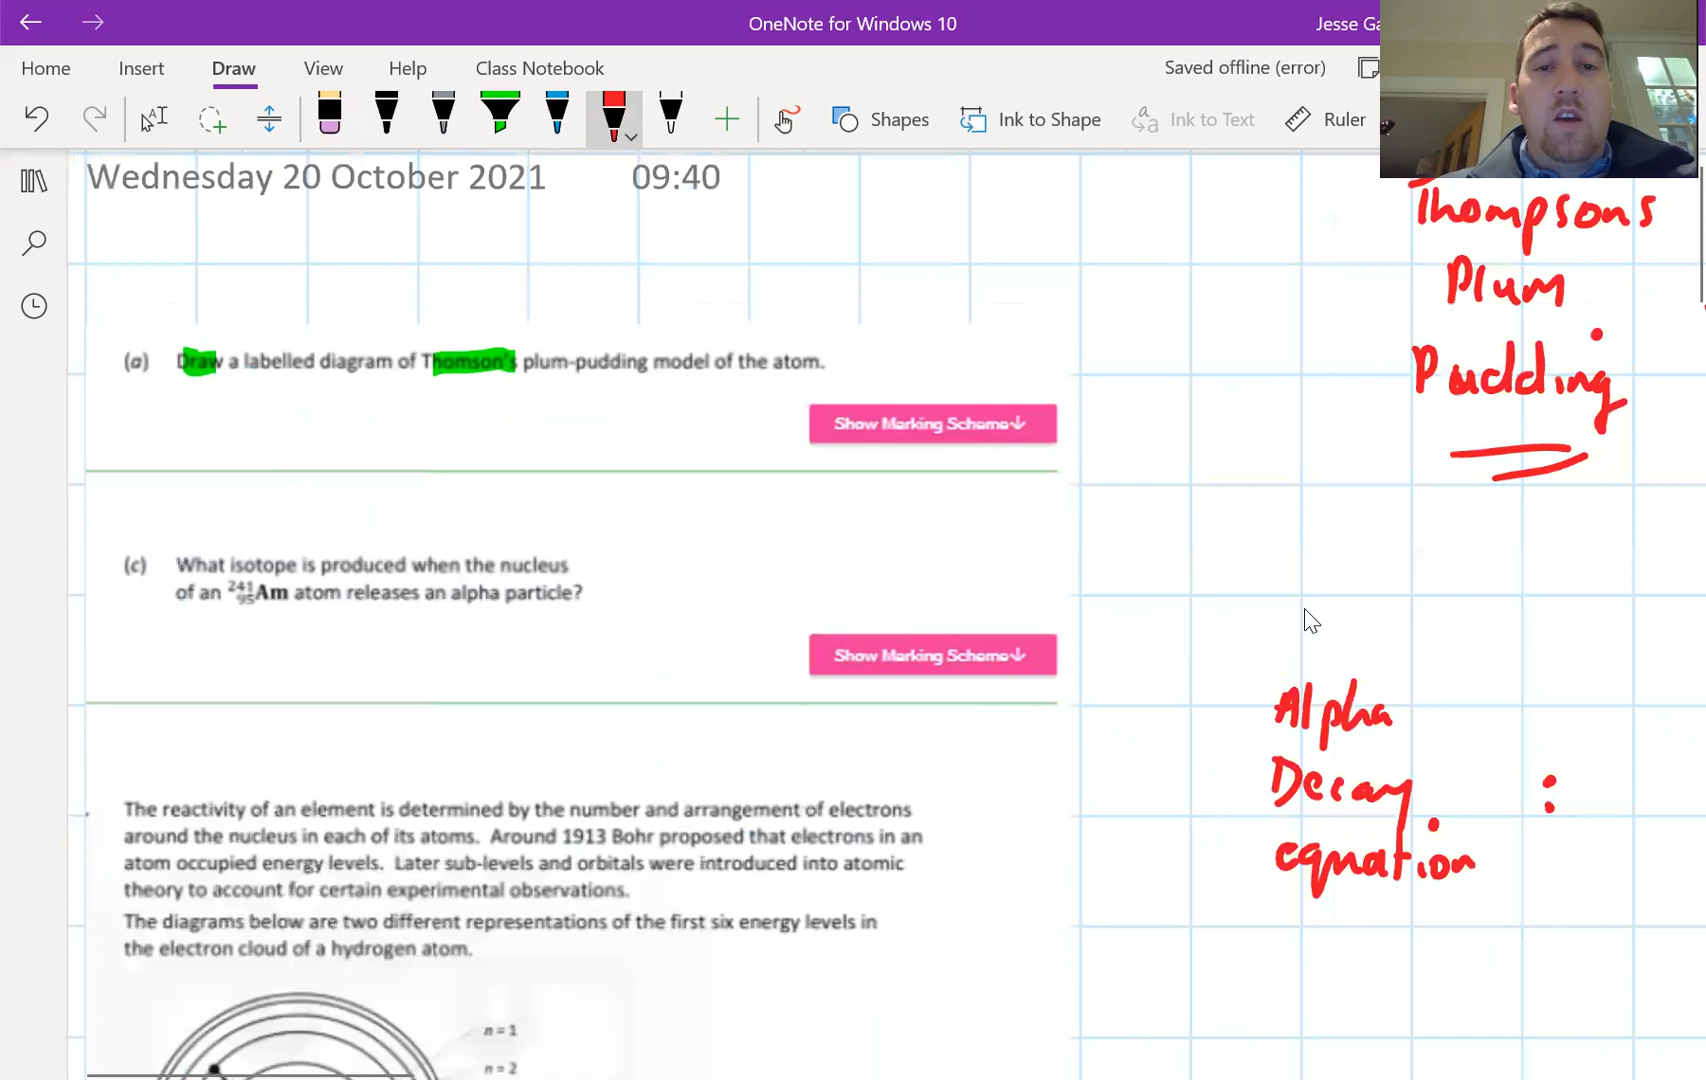 OneNote for Windows 10
Jesse Ga
Home Insert Draw View Help Class Notebook
Saved offline (error)
Shapes Ink to Shape Ink to Text Ruler
Wednesday 20 October 2021 09:40
Thompsons
Plum
Pudding
(a) Draw a labelled diagram of Thomson's plum-pudding model of the atom.
Show Marking Scheme↓
(c) What isotope is produced when the nucleus
of an ²⁴¹₉₅Am atom releases an alpha particle?
Show Marking Scheme↓
Alpha
Decay :
equation
The reactivity of an element is determined by the number and arrangement of electrons
around the nucleus in each of its atoms. Around 1913 Bohr proposed that electrons in an
atom occupied energy levels. Later sub-levels and orbitals were introduced into atomic
theory to account for certain experimental observations.
The diagrams below are two different representations of the first six energy levels in
the electron cloud of a hydrogen atom.
n = 1
n = 2